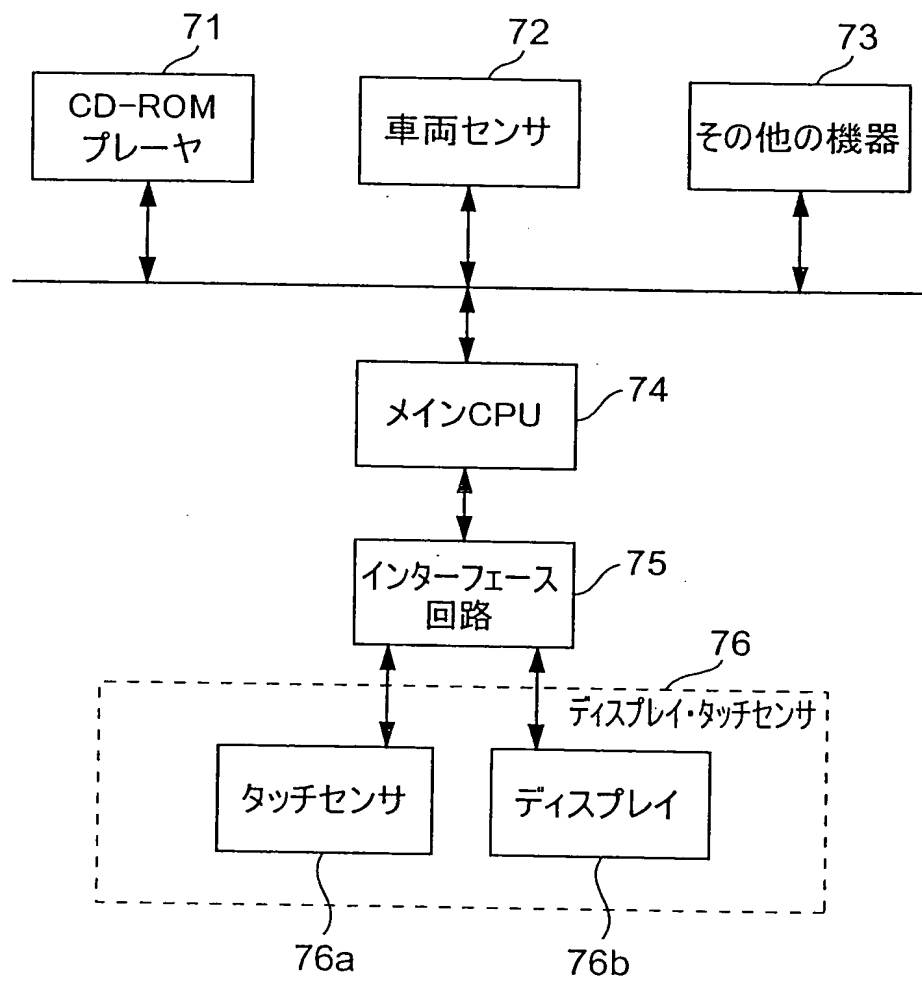 71
72
73
CD-ROM
プレーヤ
車両センサ
その他の機器
メインCPU
74
インターフェース
回路
75
76
ディスプレイ・タッチセンサ
タッチセンサ
ディスプレイ
76a
76b